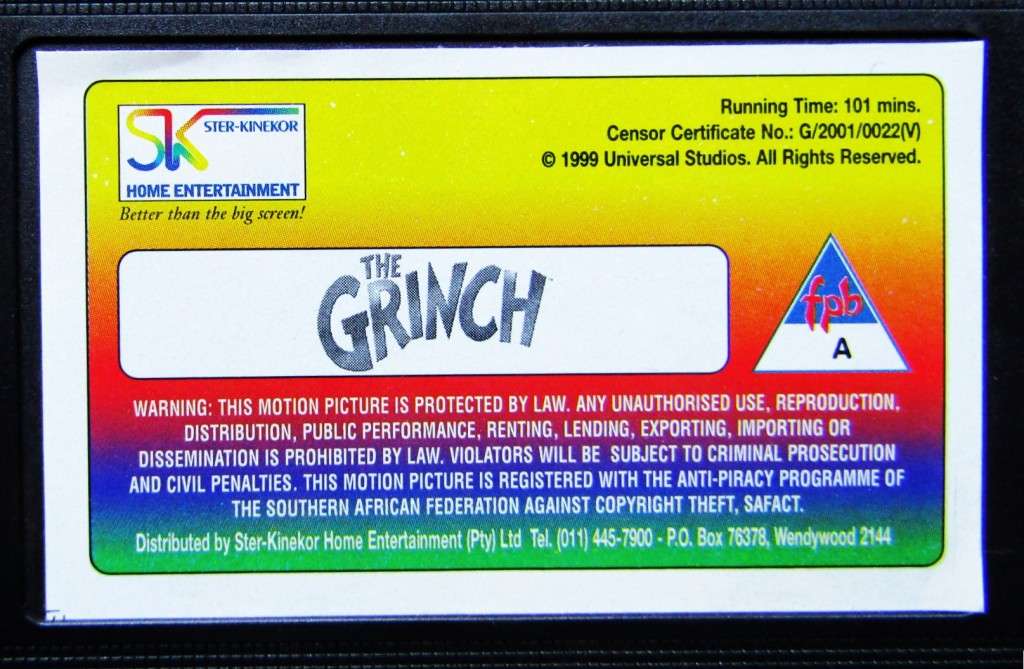 SK STER-KINEKOR
HOME ENTERTAINMENT
Better than the big screen!
Running Time: 101 mins.
Censor Certificate No.: G/2001/0022(V)
© 1999 Universal Studios. All Rights Reserved.
THE
GRINCH
fpb
A
WARNING: THIS MOTION PICTURE IS PROTECTED BY LAW. ANY UNAUTHORISED USE, REPRODUCTION,
DISTRIBUTION, PUBLIC PERFORMANCE, RENTING, LENDING, EXPORTING, IMPORTING OR
DISSEMINATION IS PROHIBITED BY LAW. VIOLATORS WILL BE SUBJECT TO CRIMINAL PROSECUTION
AND CIVIL PENALTIES. THIS MOTION PICTURE IS REGISTERED WITH THE ANTI-PIRACY PROGRAMME OF
THE SOUTHERN AFRICAN FEDERATION AGAINST COPYRIGHT THEFT, SAFACT.
Distributed by Ster-Kinekor Home Entertainment (Pty) Ltd Tel. (011) 445-7900 - P.O. Box 76378, Wendywood 2144